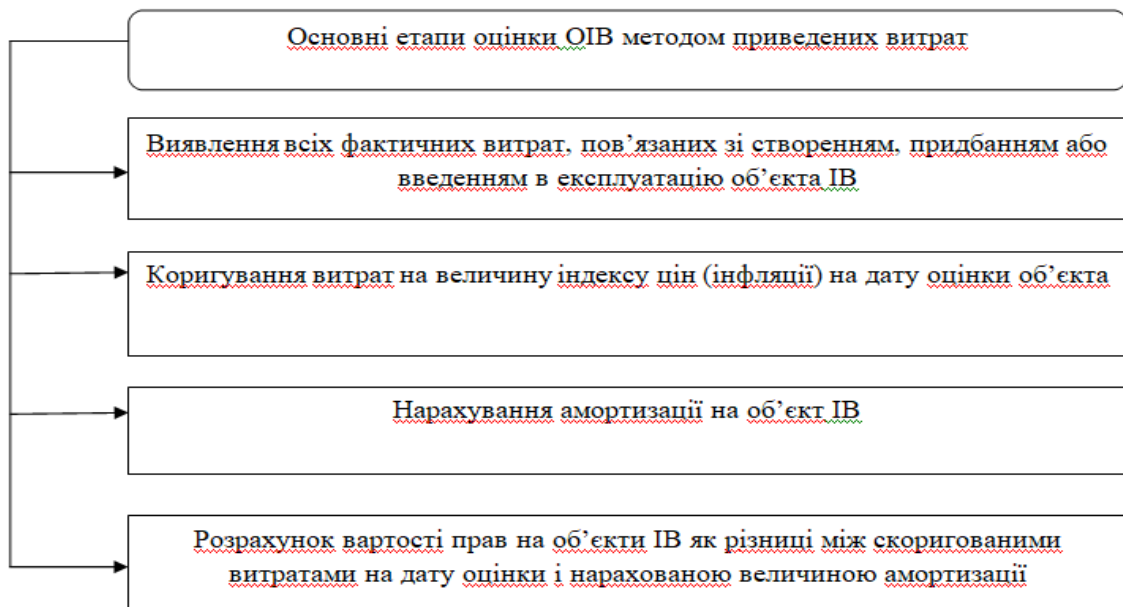 Основні етапи оцінки ОІВ методом приведених витрат
Виявлення всіх фактичних витрат, пов’язаних зі створенням, придбанням або
введенням в експлуатацію об’єкта ІВ
Коригування витрат на величину індексу цін (інфляції) на дату оцінки об’єкта
Нарахування амортизації на об’єкт ІВ
Розрахунок вартості прав на об’єкти ІВ як різниці між скоригованими
витратами на дату оцінки і нарахованою величиною амортизації